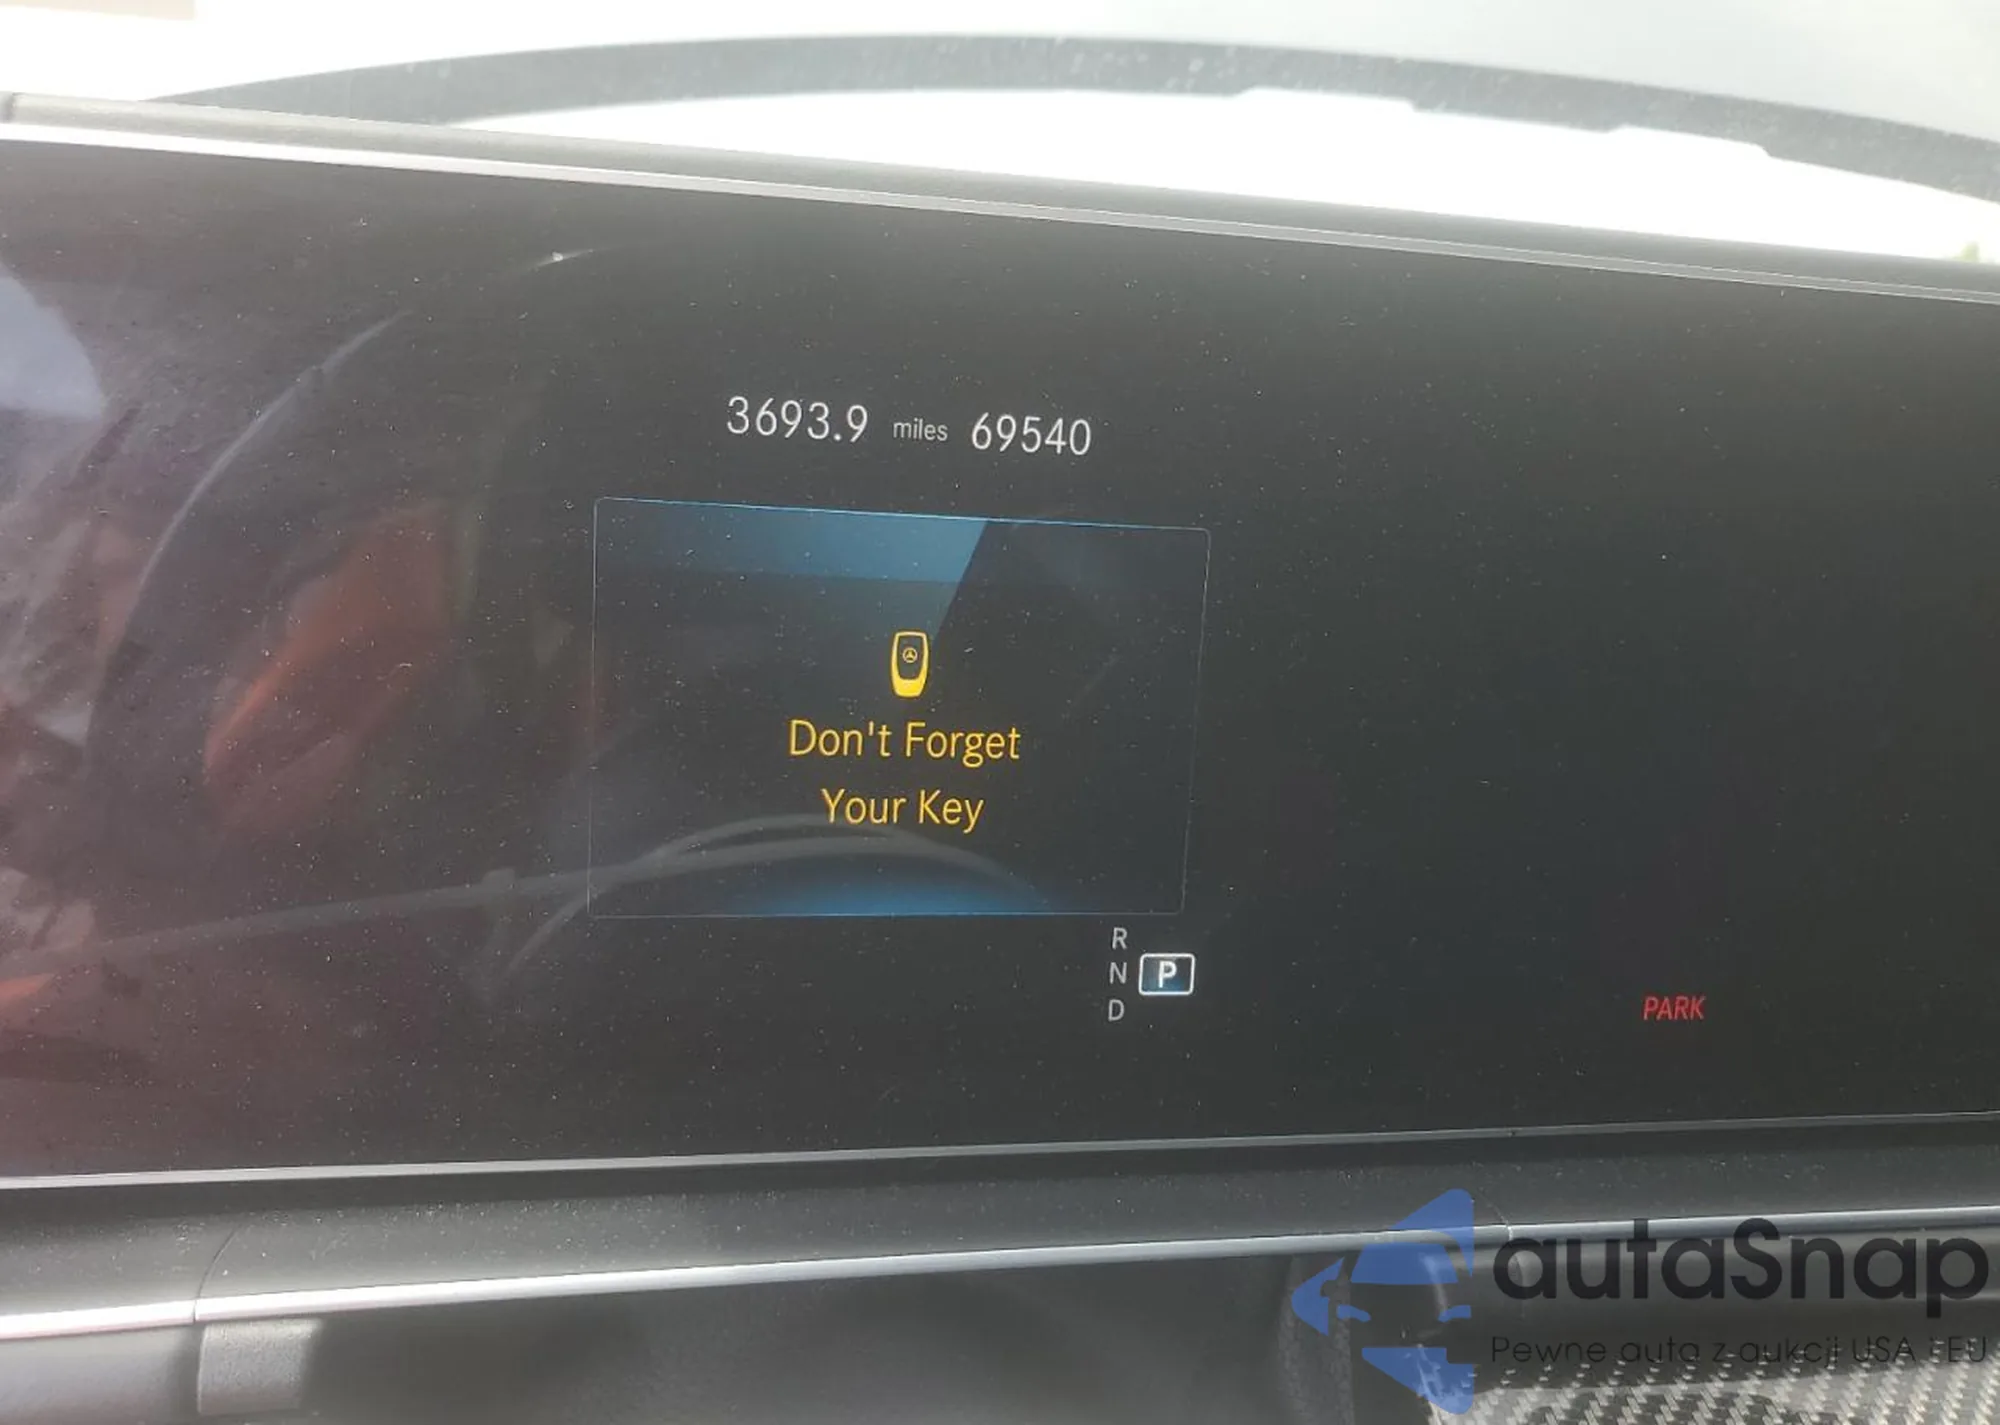 3693.9 miles 69540
Don't Forget
Your Key
R
N P
D
PARK
autaSnap
Pewne auta z aukcji USA i EU